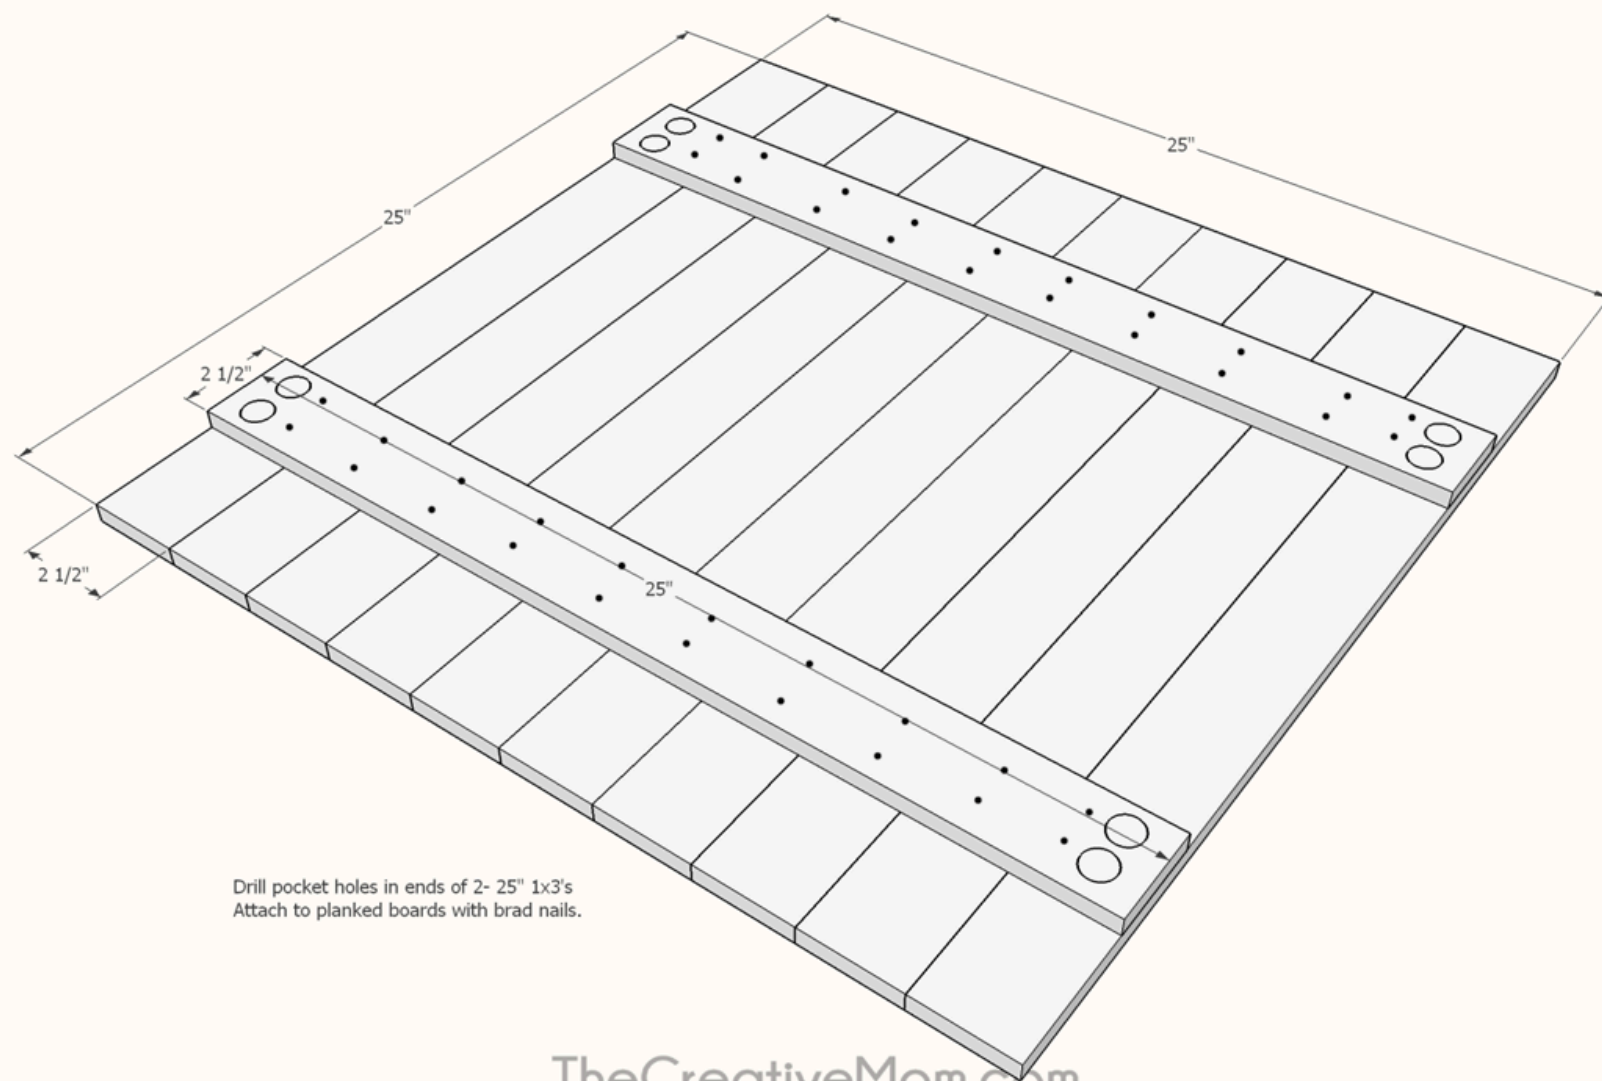 25"
25"
2 1/2"
25"
2 1/2"
Drill pocket holes in ends of 2- 25" 1x3's
Attach to planked boards with brad nails.
TheCreativeMom.com